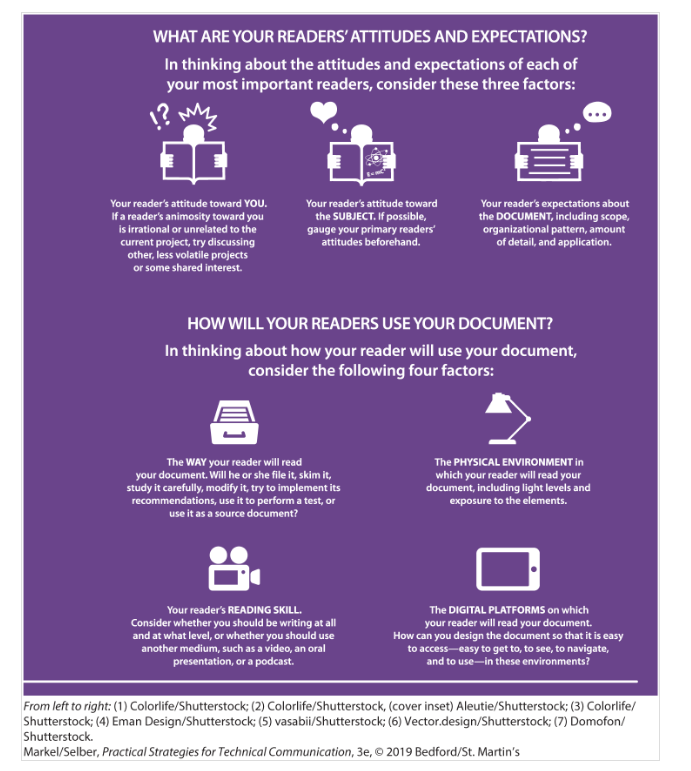 WHAT ARE YOUR READERS' ATTITUDES AND EXPECTATIONS?
In thinking about the attitudes and expectations of each of
your most important readers, consider these three factors:
!?
Your reader's attitude toward YOU.
If a reader's animosity toward you
is irrational or unrelated to the
current project, try discussing
other, less volatile projects
or some shared interest.
E=mc²
Your reader's attitude toward
the SUBJECT. If possible,
gauge your primary readers'
attitudes beforehand.
Your reader's expectations about
the DOCUMENT, including scope,
organizational pattern, amount
of detail, and application.
HOW WILL YOUR READERS USE YOUR DOCUMENT?
In thinking about how your reader will use your document,
consider the following four factors:
The WAY your reader will read
your document. Will he or she file it, skim it,
study it carefully, modify it, try to implement its
recommendations, use it to perform a test, or
use it as a source document?
The PHYSICAL ENVIRONMENT in
which your reader will read your
document, including light levels and
exposure to the elements.
Your reader's READING SKILL.
Consider whether you should be writing at all
and at what level, or whether you should use
another medium, such as a video, an oral
presentation, or a podcast.
The DIGITAL PLATFORMS on which
your reader will read your document.
How can you design the document so that it is easy
to access—easy to get to, to see, to navigate,
and to use—in these environments?
From left to right: (1) Colorlife/Shutterstock; (2) Colorlife/Shutterstock, (cover inset) Aleutie/Shutterstock; (3) Colorlife/
Shutterstock; (4) Eman Design/Shutterstock; (5) vasabii/Shutterstock; (6) Vector.design/Shutterstock; (7) Domofon/
Shutterstock.
Markel/Selber, Practical Strategies for Technical Communication, 3e, © 2019 Bedford/St. Martin's